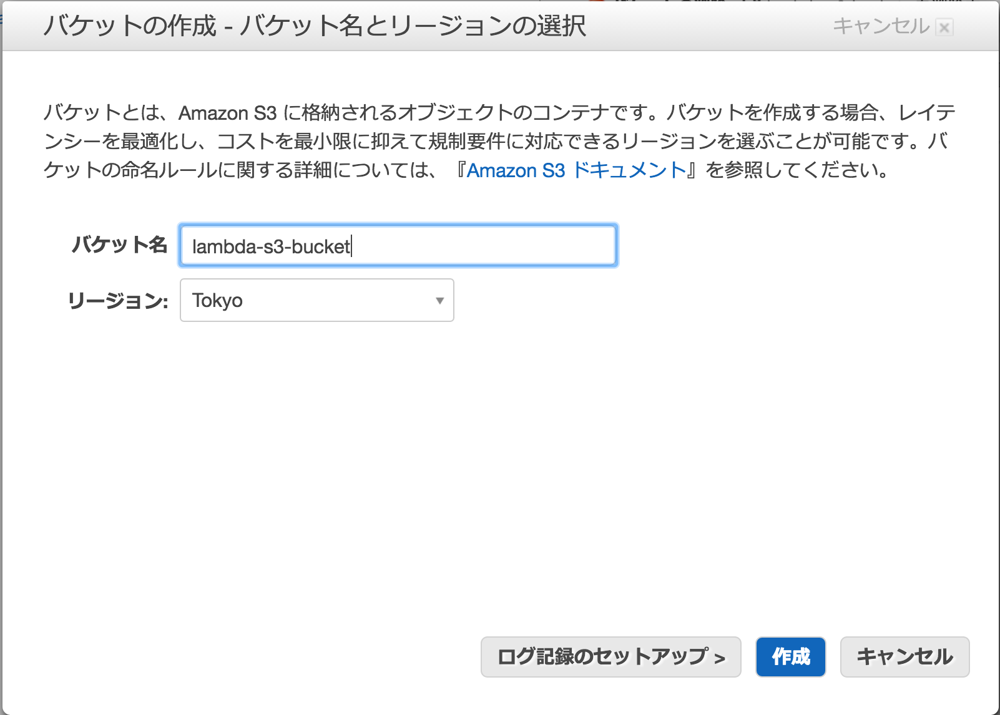 バケットの作成 - バケット名とリージョンの選択
キャンセル
バケットとは、Amazon S3 に格納されるオブジェクトのコンテナです。バケットを作成する場合、レイテ
ンシーを最適化し、コストを最小限に抑えて規制要件に対応できるリージョンを選ぶことが可能です。バ
ケットの命名ルールに関する詳細については、『Amazon S3 ドキュメント』を参照してください。
バケット名 lambda-s3-bucket
リージョン: Tokyo
ログ記録のセットアップ > 作成 キャンセル